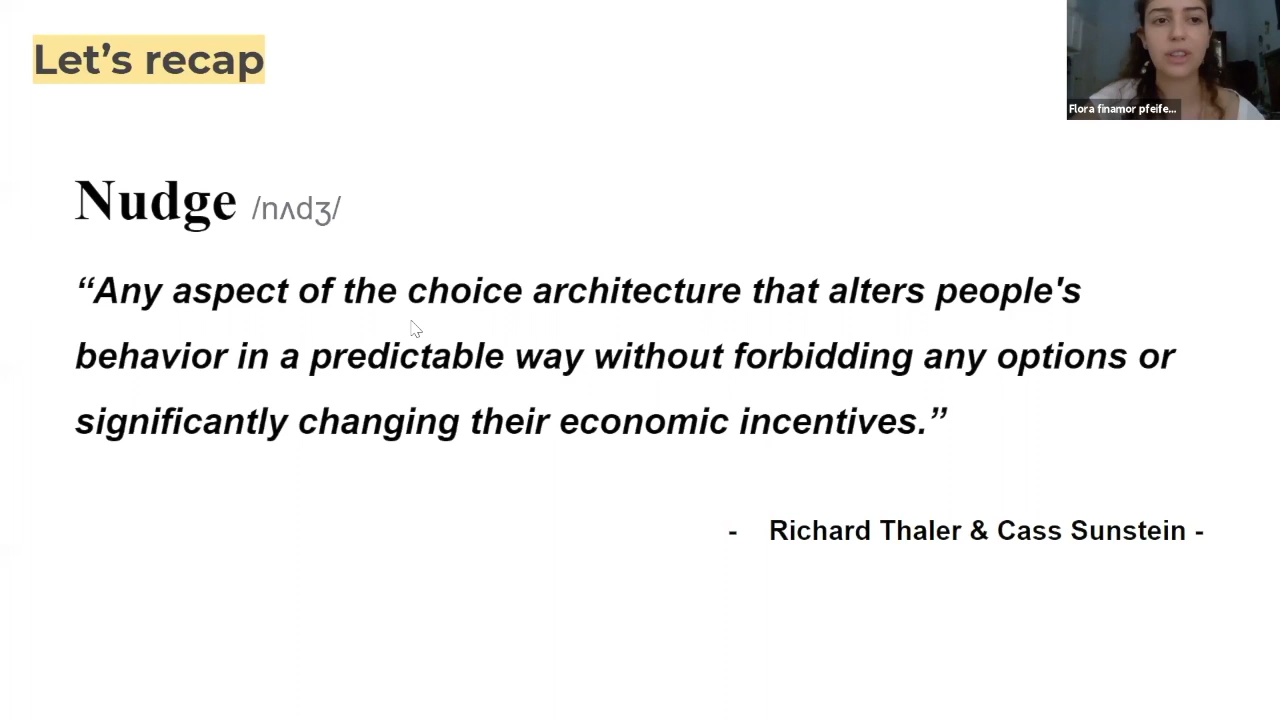 Let’s recap
Flora finamor pfeife...
Nudge /nʌdʒ/
“Any aspect of the choice architecture that alters people's
behavior in a predictable way without forbidding any options or
significantly changing their economic incentives.”
- Richard Thaler & Cass Sunstein -